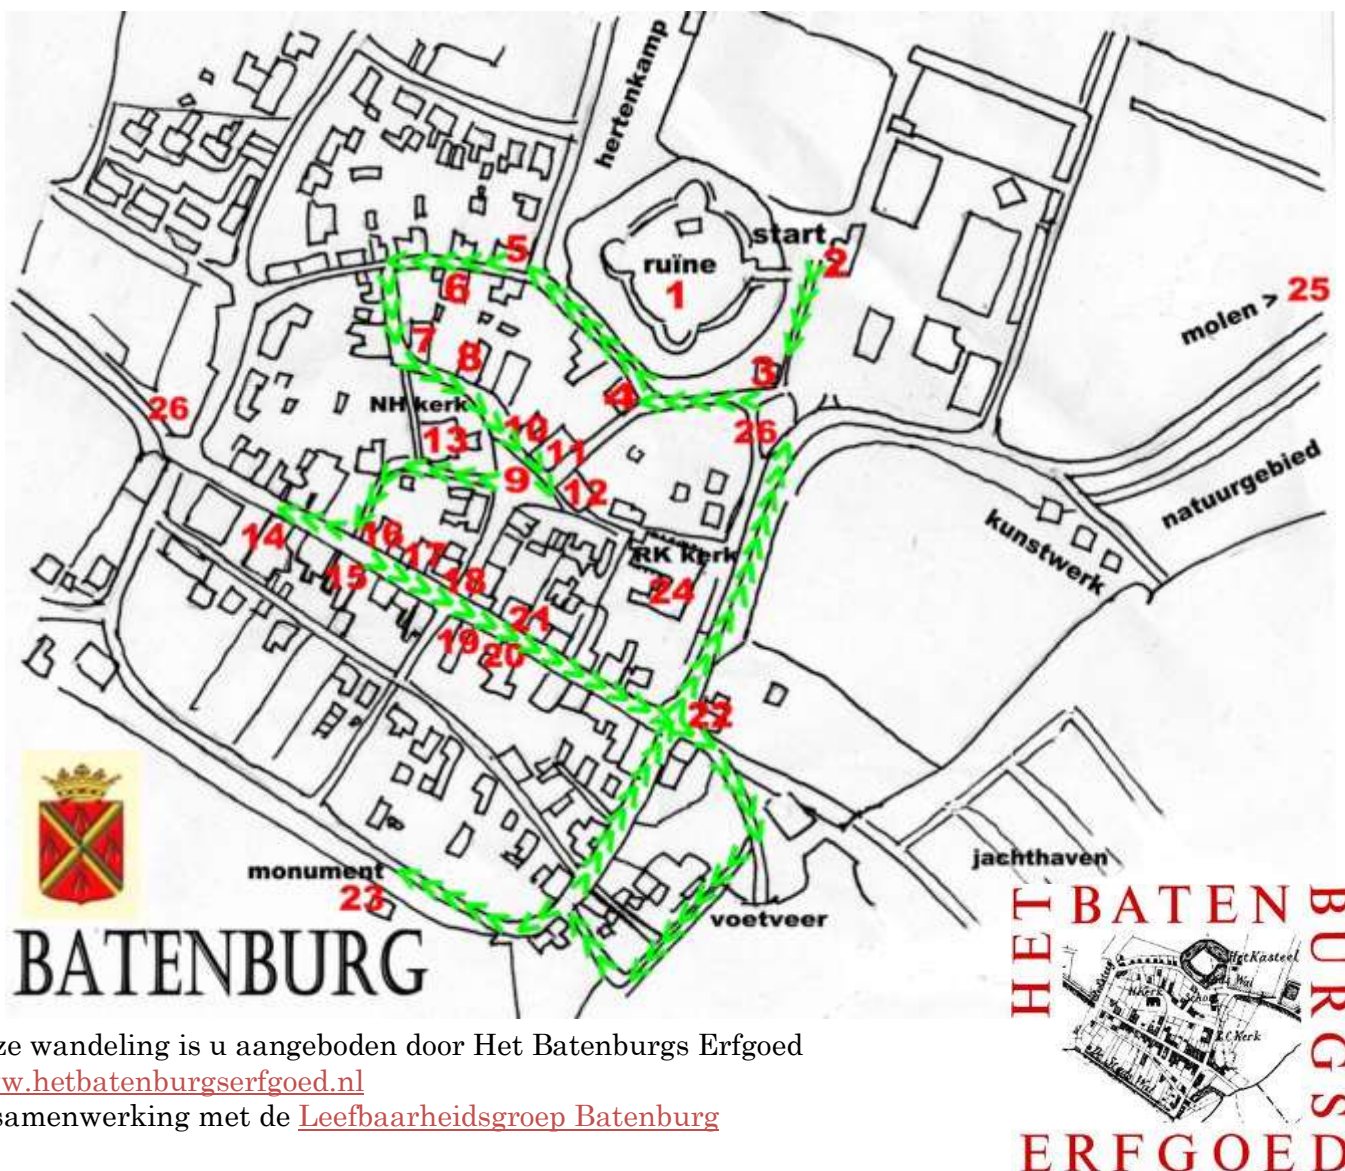 hertenkamp
start
2
ruïne
1
5
6
molen > 25
7
8
3
4
NH kerk
26
10
26
13
11
9
12
natuurgebied
kunstwerk
14
16
17
RK kerk
15
18
24
21
19
20
22
monument
23
jachthaven
voetveer
BATENBURG
HET BATENBURGS ERFGOED
Het Kasteel
R.C. Kerk
ze wandeling is u aangeboden door Het Batenburgs Erfgoed
w.hetbatenburgserfgoed.nl
samenwerking met de Leefbaarheidsgroep Batenburg